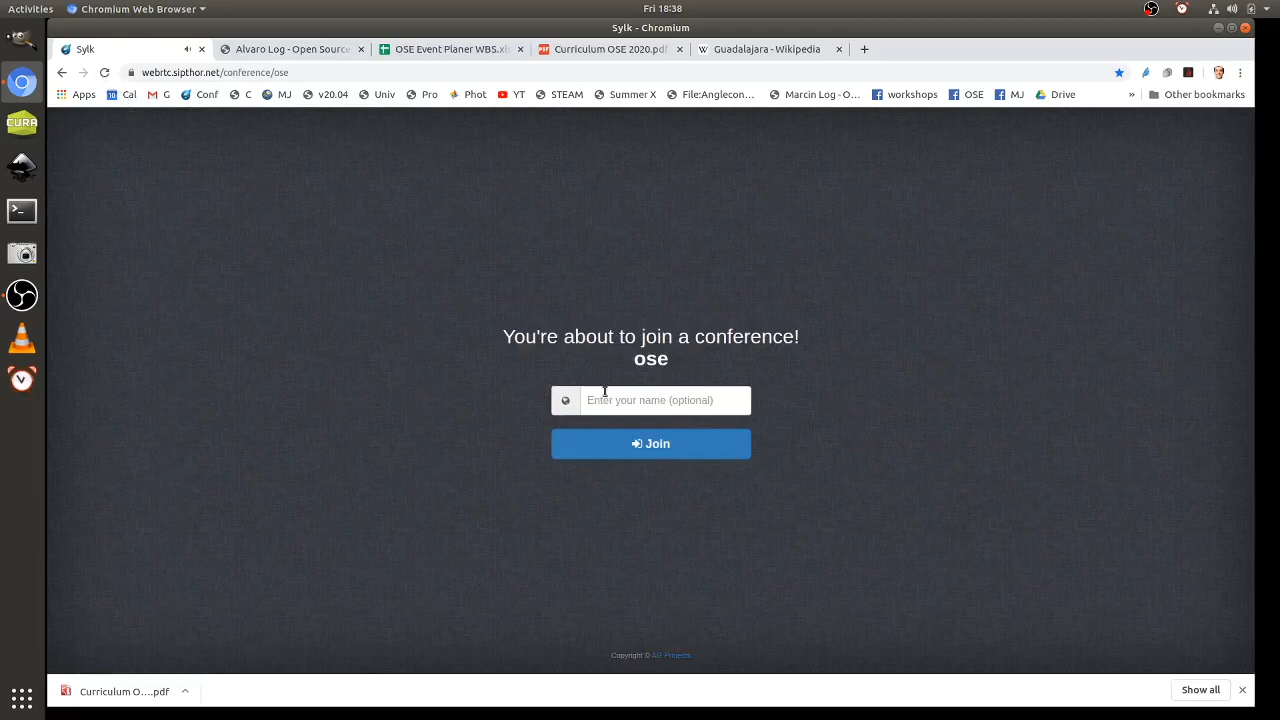 Activities Chromium Web Browser Fri 18:38
Sylk - Chromium
Sylk Alvaro Log - Open Source OSE Event Planer WBS.xls Curriculum OSE 2020.pdf Guadalajara - Wikipedia
webrtc.sipthor.net/conference/ose
Apps Cal G Conf C MJ v20.04 Univ Pro Phot YT STEAM Summer X File:Anglecon... Marcin Log - O... workshops OSE MJ Drive » Other bookmarks
CURA
You're about to join a conference!
ose
Enter your name (optional)
Join
Copyright © AG Projects
Curriculum O....pdf Show all